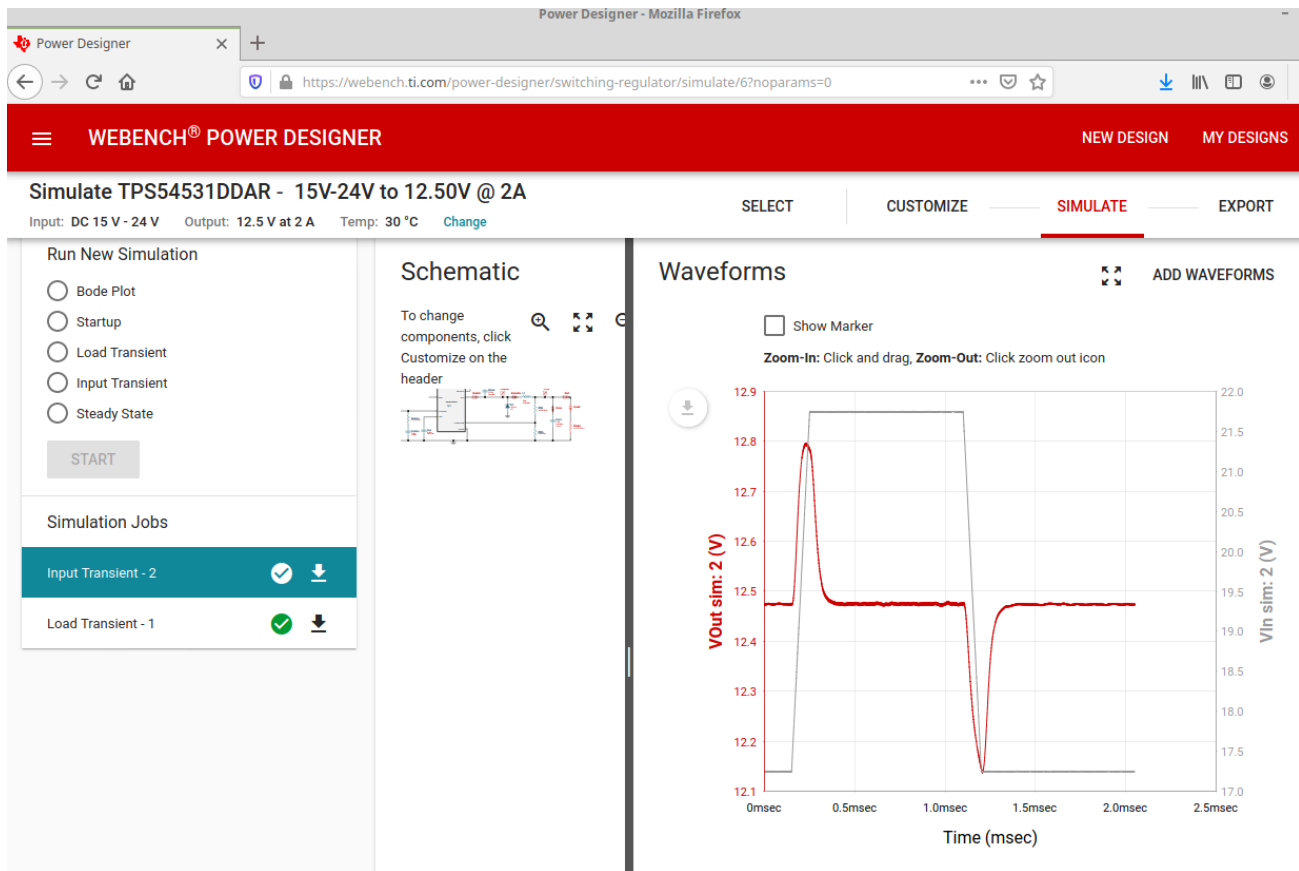 Power Designer - Mozilla Firefox
Power Designer
https://webench.ti.com/power-designer/switching-regulator/simulate/6?noparams=0
WEBENCH® POWER DESIGNER
NEW DESIGN MY DESIGNS
Simulate TPS54531DDAR - 15V-24V to 12.50V @ 2A
Input: DC 15 V - 24 V Output: 12.5 V at 2 A Temp: 30 °C Change
SELECT CUSTOMIZE SIMULATE EXPORT
Run New Simulation
Bode Plot
Startup
Load Transient
Input Transient
Steady State
START
Simulation Jobs
Input Transient - 2
Load Transient - 1
Schematic
To change
components, click
Customize on the
header
Waveforms
ADD WAVEFORMS
Show Marker
Zoom-In: Click and drag, Zoom-Out: Click zoom out icon
VOut sim: 2 (V)
12.9
12.8
12.7
12.6
12.5
12.4
12.3
12.2
12.1
22.0
21.5
21.0
20.5
20.0
19.5
19.0
18.5
18.0
17.5
17.0
VIn sim: 2 (V)
0msec 0.5msec 1.0msec 1.5msec 2.0msec 2.5msec
Time (msec)